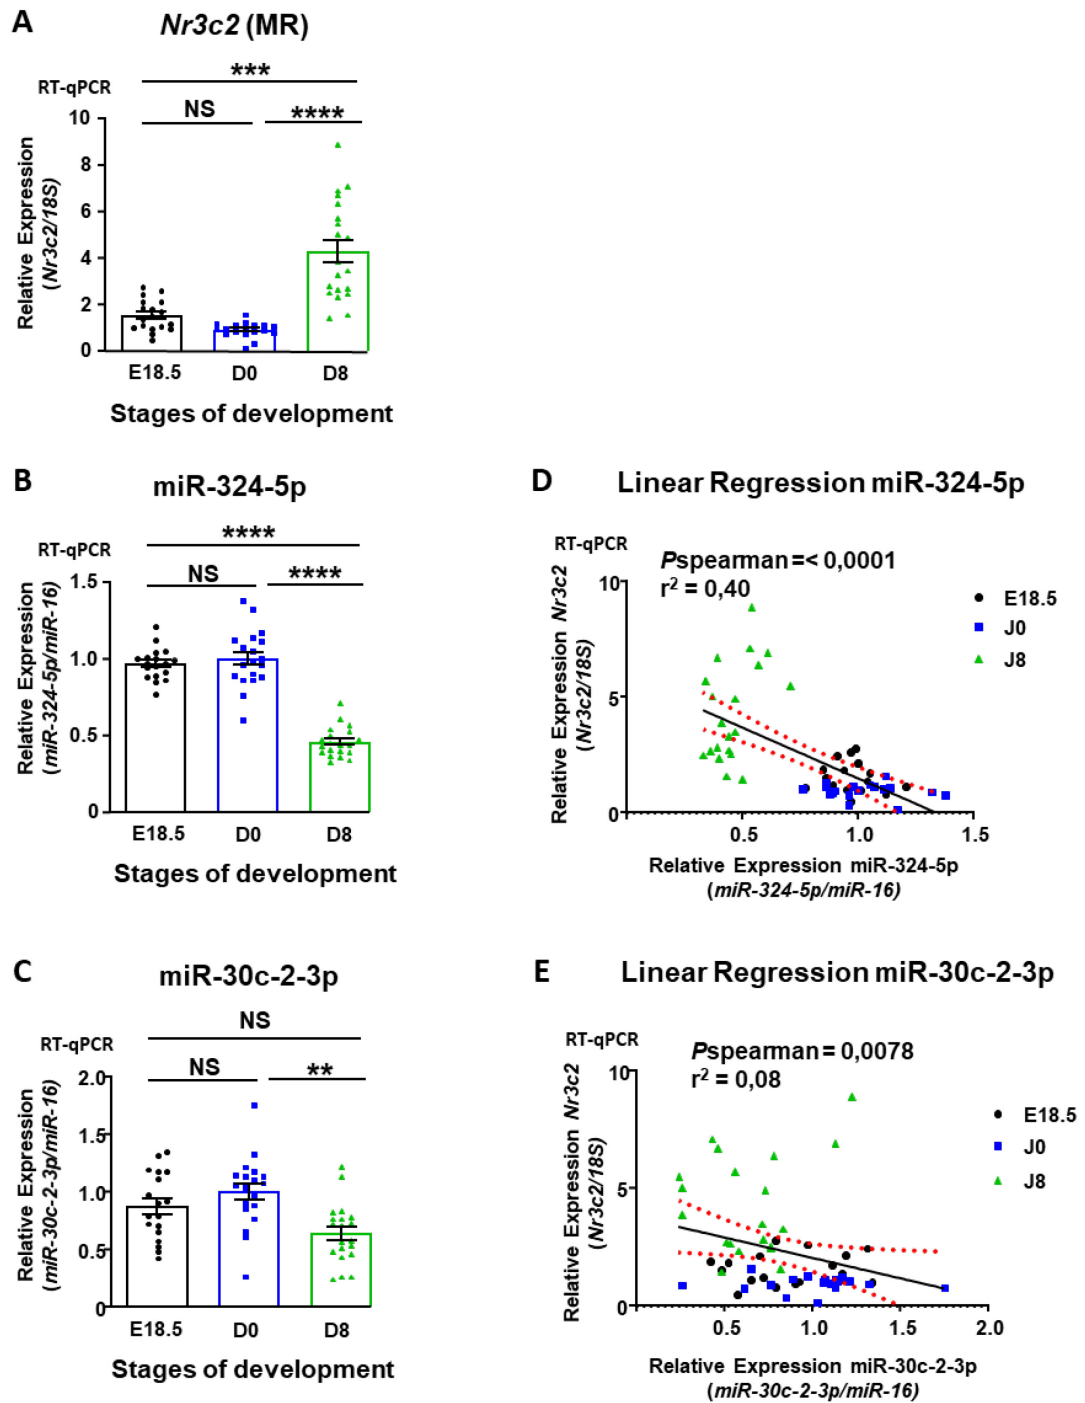 A
Nr3c2 (MR)
***
RT-qPCR
NS
****
10
8
6
4
2
0
Relative Expression
(Nr3c2/18S)
E18.5
D0
D8
Stages of development
B
miR-324-5p
****
RT-qPCR
NS
****
1.5
1.0
0.5
0
Relative Expression
(miR-324-5p/miR-16)
E18.5
D0
D8
Stages of development
D
Linear Regression miR-324-5p
RT-qPCR
Pspearman =< 0,0001
r² = 0,40
10
5
0
Relative Expression Nr3c2
(Nr3c2/18S)
E18.5
J0
J8
0.5
1.0
1.5
Relative Expression miR-324-5p
(miR-324-5p/miR-16)
C
miR-30c-2-3p
NS
RT-qPCR
NS
**
2.0
1.5
1.0
0.5
0
Relative Expression
(miR-30c-2-3p/miR-16)
E18.5
D0
D8
Stages of development
E
Linear Regression miR-30c-2-3p
RT-qPCR
Pspearman = 0,0078
r² = 0,08
10
5
0
Relative Expression Nr3c2
(Nr3c2/18S)
E18.5
J0
J8
0.5
1.0
1.5
2.0
Relative Expression miR-30c-2-3p
(miR-30c-2-3p/miR-16)